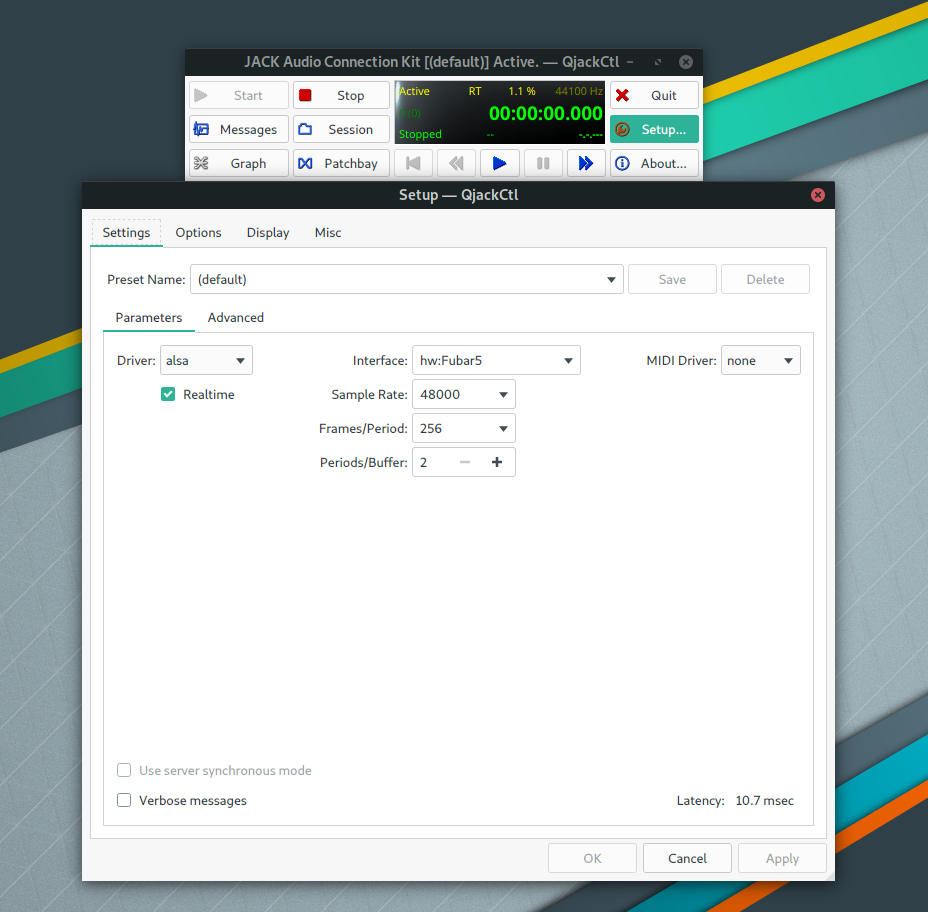 JACK Audio Connection Kit [(default)] Active. — QjackCtl
Start Stop Active RT 1.1 % 44100 Hz Quit
(0) 00:00:00.000
Messages Session Stopped -- -.-.--- Setup...
Graph Patchbay About...
Setup — QjackCtl
Settings Options Display Misc
Preset Name: (default) Save Delete
Parameters Advanced
Driver: alsa Interface: hw:Fubar5 MIDI Driver: none
Realtime Sample Rate: 48000
Frames/Period: 256
Periods/Buffer: 2
Use server synchronous mode
Verbose messages Latency: 10.7 msec
OK Cancel Apply